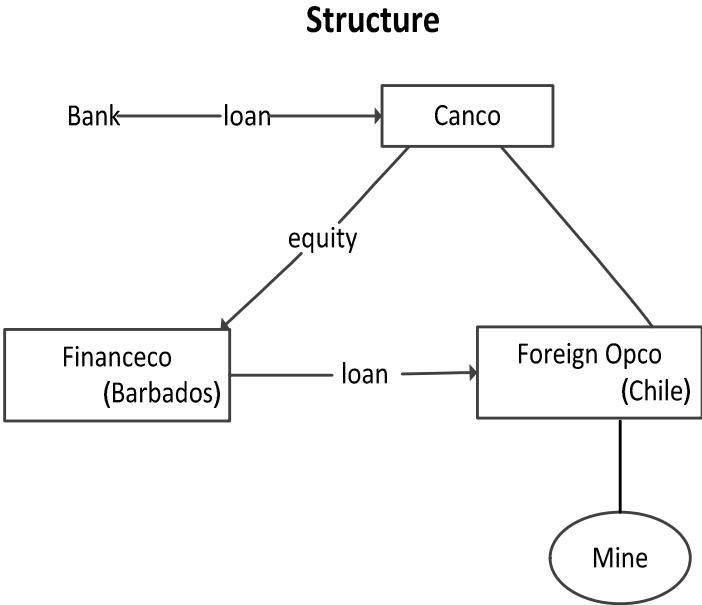 Structure
Bank
loan
Canco
equity
Financeco
(Barbados)
loan
Foreign Opco
(Chile)
Mine